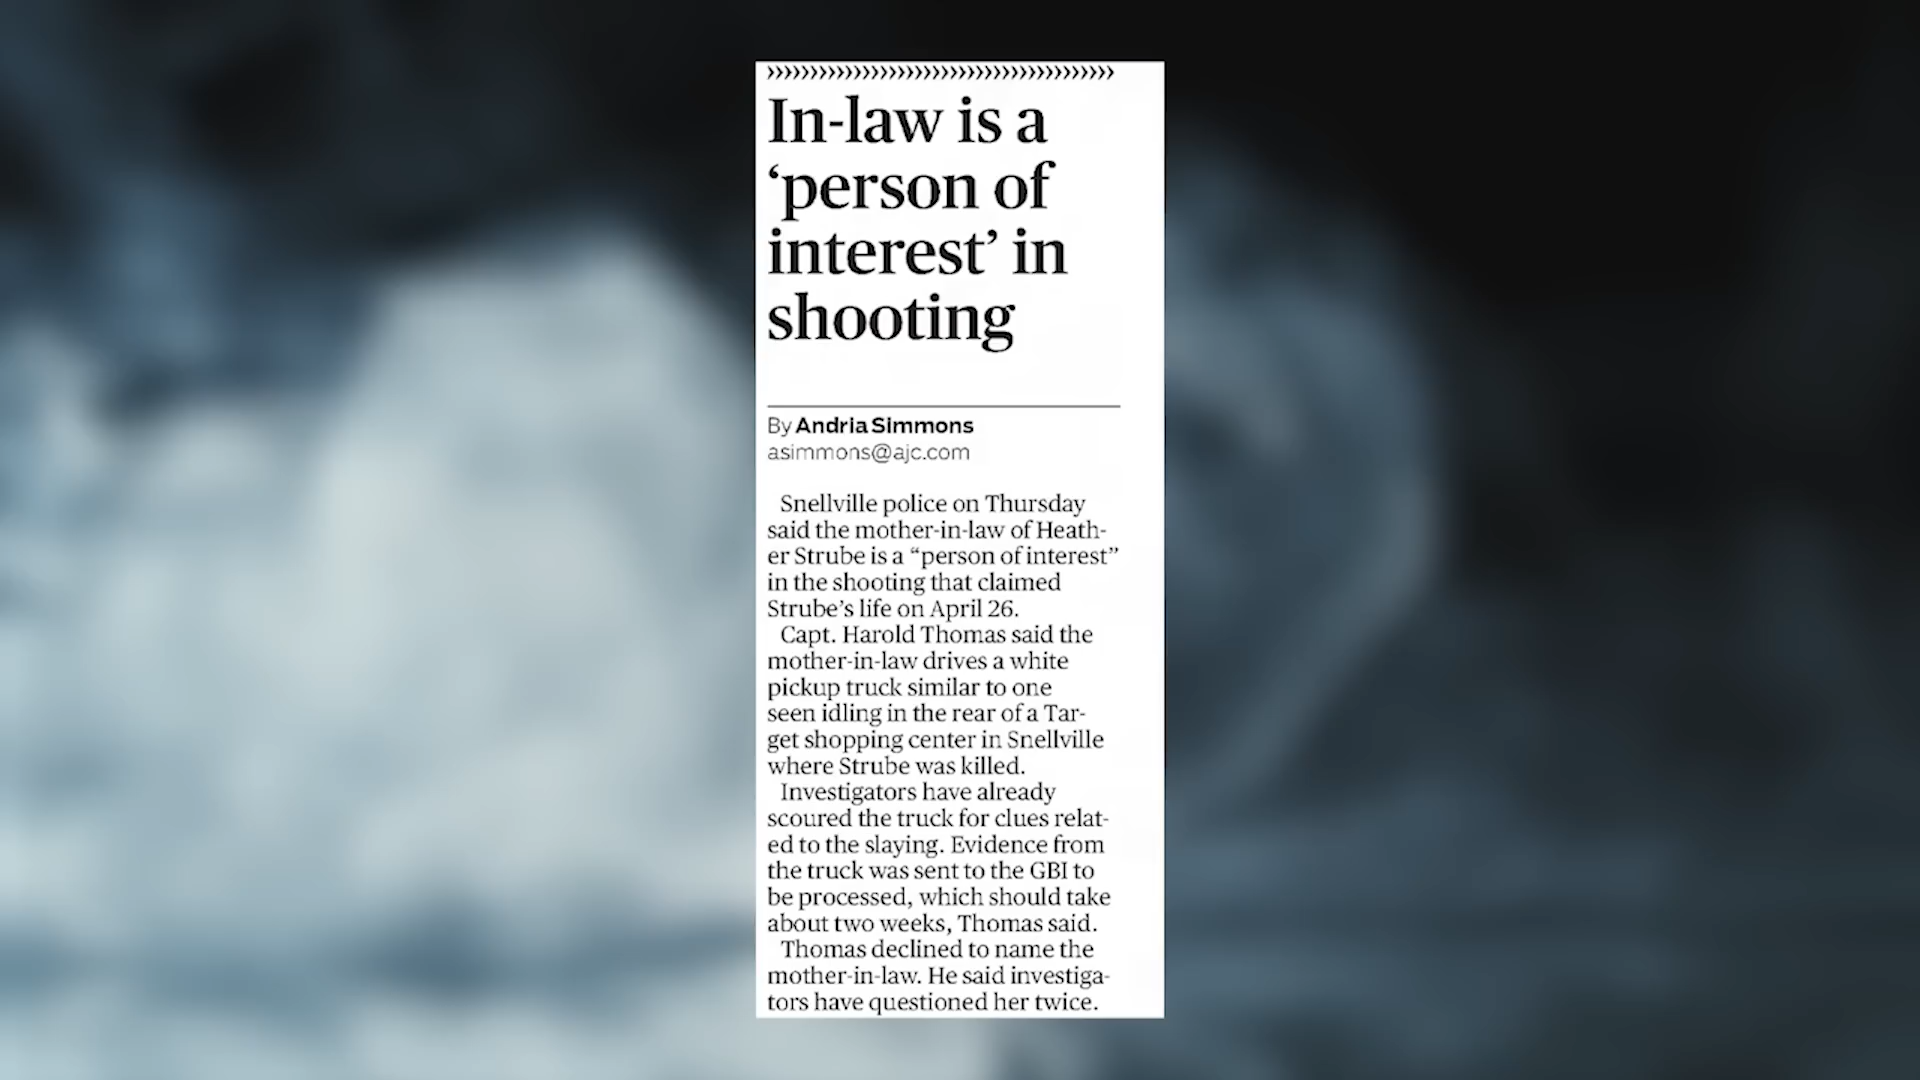 ›››››››››››››››››››››››››››››››››››››››
In-law is a
‘person of
interest’ in
shooting
By Andria Simmons
asimmons@ajc.com
Snellville police on Thursday
said the mother-in-law of Heath-
er Strube is a “person of interest”
in the shooting that claimed
Strube’s life on April 26.
Capt. Harold Thomas said the
mother-in-law drives a white
pickup truck similar to one
seen idling in the rear of a Tar-
get shopping center in Snellville
where Strube was killed.
Investigators have already
scoured the truck for clues relat-
ed to the slaying. Evidence from
the truck was sent to the GBI to
be processed, which should take
about two weeks, Thomas said.
Thomas declined to name the
mother-in-law. He said investiga-
tors have questioned her twice.